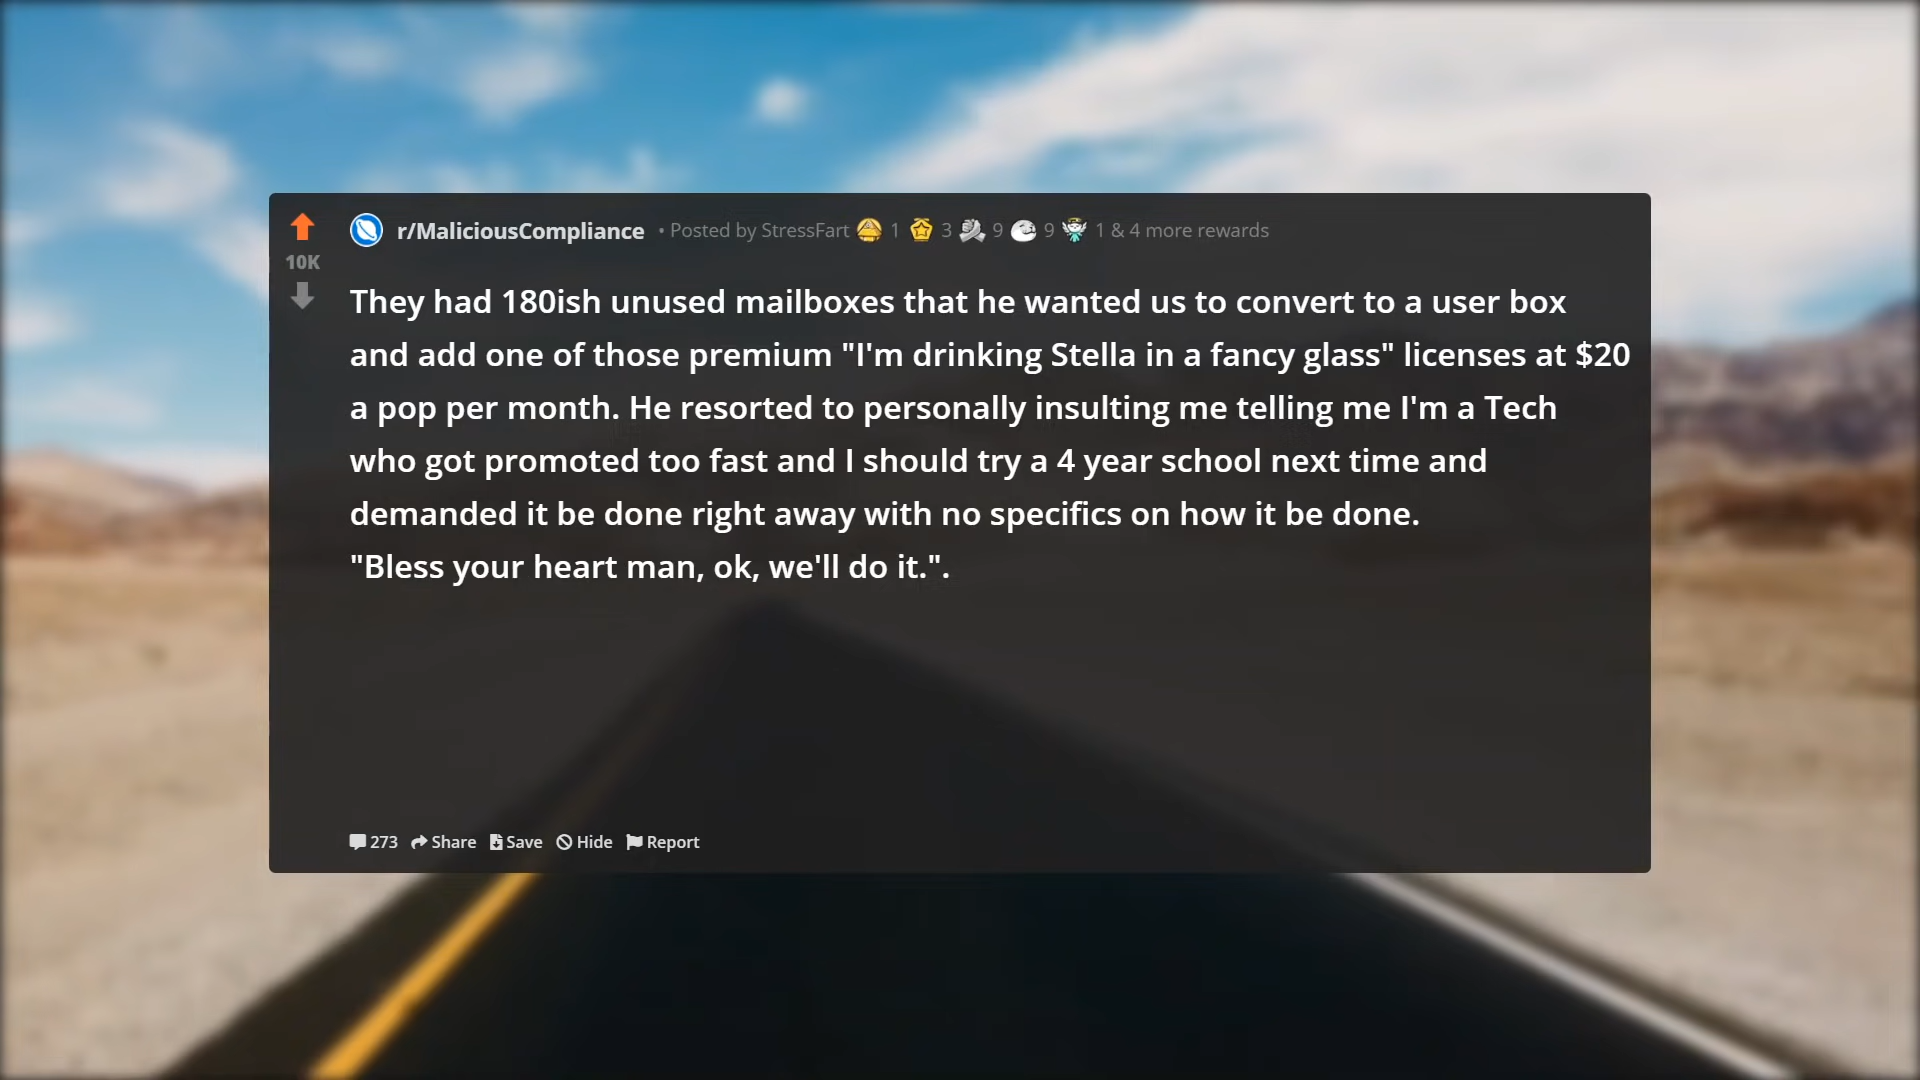 r/MaliciousCompliance • Posted by StressFart 1 3 9 9 1 & 4 more rewards
10K
They had 180ish unused mailboxes that he wanted us to convert to a user box
and add one of those premium "I'm drinking Stella in a fancy glass" licenses at $20
a pop per month. He resorted to personally insulting me telling me I'm a Tech
who got promoted too fast and I should try a 4 year school next time and
demanded it be done right away with no specifics on how it be done.
"Bless your heart man, ok, we'll do it.".
273 Share Save Hide Report